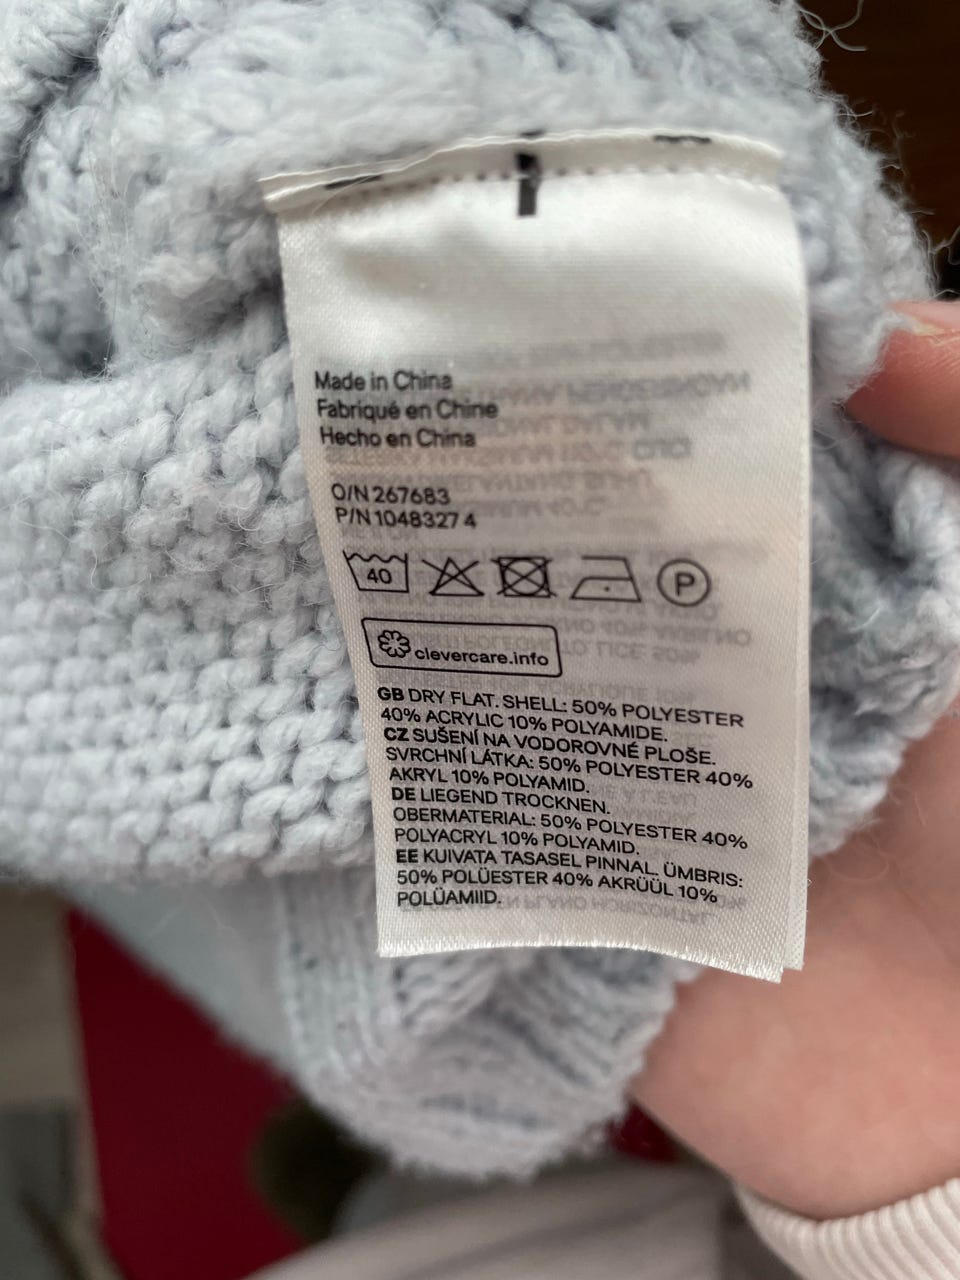 Made in China
Fabriqué en Chine
Hecho en China
O/N 267683
P/N 1048327 4
40 P
clevercare.info
GB DRY FLAT. SHELL: 50% POLYESTER
40% ACRYLIC 10% POLYAMIDE.
CZ SUŠENÍ NA VODOROVNÉ PLOŠE.
SVRCHNÍ LÁTKA: 50% POLYESTER 40%
AKRYL 10% POLYAMID.
DE LIEGEND TROCKNEN.
OBERMATERIAL: 50% POLYESTER 40%
POLYACRYL 10% POLYAMID.
EE KUIVATA TASASEL PINNAL. ÜMBRIS:
50% POLÜESTER 40% AKRÜÜL 10%
POLÜAMIID.